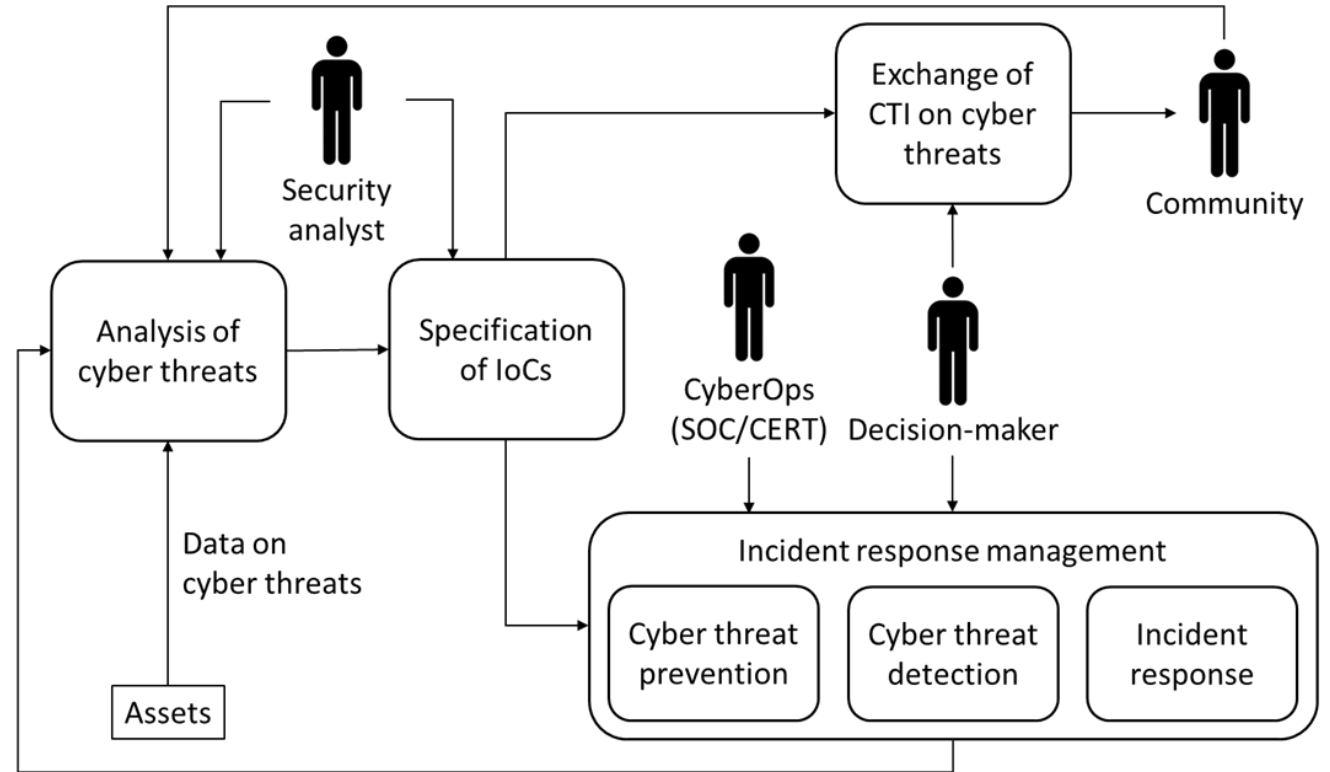 Exchange of
CTI on cyber
threats
Security
analyst
Community
Analysis of
cyber threats
Specification
of IoCs
CyberOps
(SOC/CERT)
Decision-maker
Data on
cyber threats
Assets
Incident response management
Cyber threat
prevention
Cyber threat
detection
Incident
response